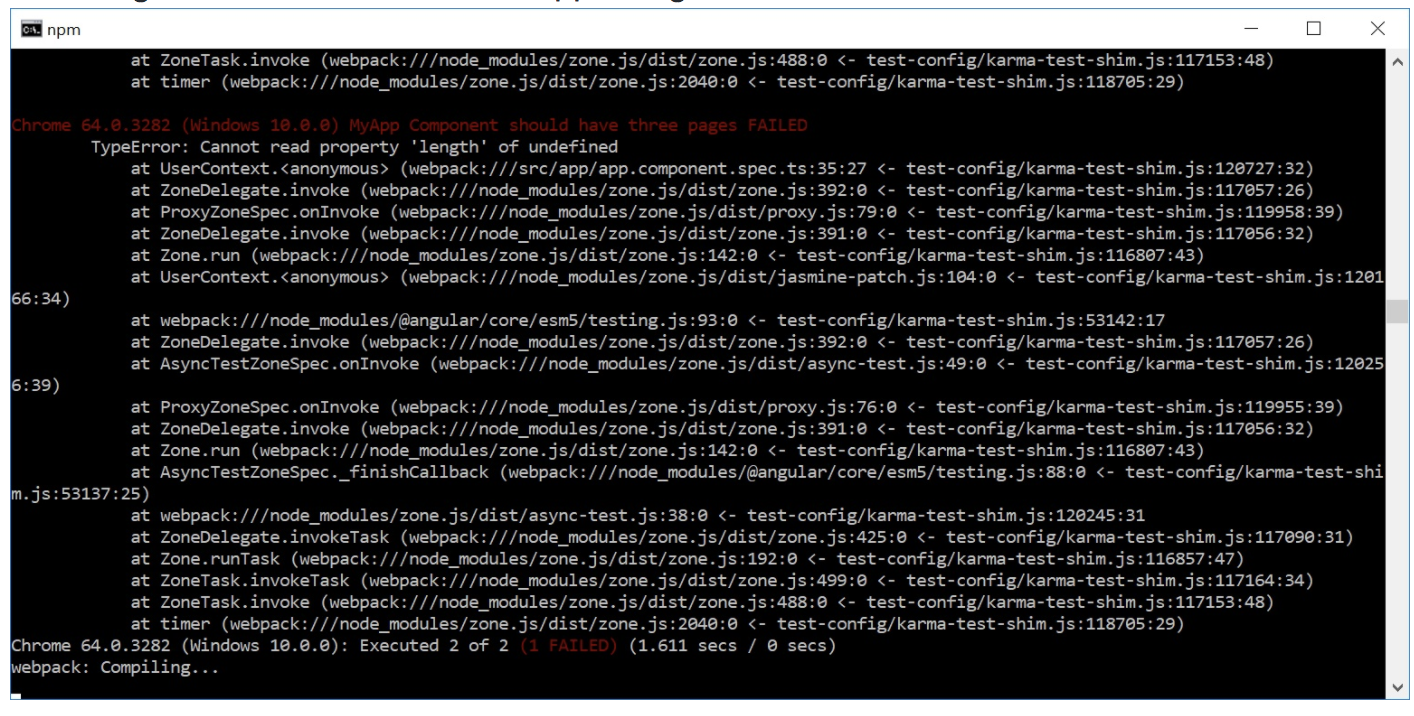 npm
at ZoneTask.invoke (webpack:///node_modules/zone.js/dist/zone.js:488:0 <- test-config/karma-test-shim.js:117153:48)
at timer (webpack:///node_modules/zone.js/dist/zone.js:2040:0 <- test-config/karma-test-shim.js:118705:29)
Chrome 64.0.3282 (Windows 10.0.0) MyApp Component should have three pages FAILED
TypeError: Cannot read property 'length' of undefined
at UserContext.<anonymous> (webpack:///src/app/app.component.spec.ts:35:27 <- test-config/karma-test-shim.js:120727:32)
at ZoneDelegate.invoke (webpack:///node_modules/zone.js/dist/zone.js:392:0 <- test-config/karma-test-shim.js:117057:26)
at ProxyZoneSpec.onInvoke (webpack:///node_modules/zone.js/dist/proxy.js:79:0 <- test-config/karma-test-shim.js:119958:39)
at ZoneDelegate.invoke (webpack:///node_modules/zone.js/dist/zone.js:391:0 <- test-config/karma-test-shim.js:117056:32)
at Zone.run (webpack:///node_modules/zone.js/dist/zone.js:142:0 <- test-config/karma-test-shim.js:116807:43)
at UserContext.<anonymous> (webpack:///node_modules/zone.js/dist/jasmine-patch.js:104:0 <- test-config/karma-test-shim.js:1201
66:34)
at webpack:///node_modules/@angular/core/esm5/testing.js:93:0 <- test-config/karma-test-shim.js:53142:17
at ZoneDelegate.invoke (webpack:///node_modules/zone.js/dist/zone.js:392:0 <- test-config/karma-test-shim.js:117057:26)
at AsyncTestZoneSpec.onInvoke (webpack:///node_modules/zone.js/dist/async-test.js:49:0 <- test-config/karma-test-shim.js:12025
6:39)
at ProxyZoneSpec.onInvoke (webpack:///node_modules/zone.js/dist/proxy.js:76:0 <- test-config/karma-test-shim.js:119955:39)
at ZoneDelegate.invoke (webpack:///node_modules/zone.js/dist/zone.js:391:0 <- test-config/karma-test-shim.js:117056:32)
at Zone.run (webpack:///node_modules/zone.js/dist/zone.js:142:0 <- test-config/karma-test-shim.js:116807:43)
at AsyncTestZoneSpec._finishCallback (webpack:///node_modules/@angular/core/esm5/testing.js:88:0 <- test-config/karma-test-shi
m.js:53137:25)
at webpack:///node_modules/zone.js/dist/async-test.js:38:0 <- test-config/karma-test-shim.js:120245:31
at ZoneDelegate.invokeTask (webpack:///node_modules/zone.js/dist/zone.js:425:0 <- test-config/karma-test-shim.js:117090:31)
at Zone.runTask (webpack:///node_modules/zone.js/dist/zone.js:192:0 <- test-config/karma-test-shim.js:116857:47)
at ZoneTask.invokeTask (webpack:///node_modules/zone.js/dist/zone.js:499:0 <- test-config/karma-test-shim.js:117164:34)
at ZoneTask.invoke (webpack:///node_modules/zone.js/dist/zone.js:488:0 <- test-config/karma-test-shim.js:117153:48)
at timer (webpack:///node_modules/zone.js/dist/zone.js:2040:0 <- test-config/karma-test-shim.js:118705:29)
Chrome 64.0.3282 (Windows 10.0.0): Executed 2 of 2 (1 FAILED) (1.611 secs / 0 secs)
webpack: Compiling...